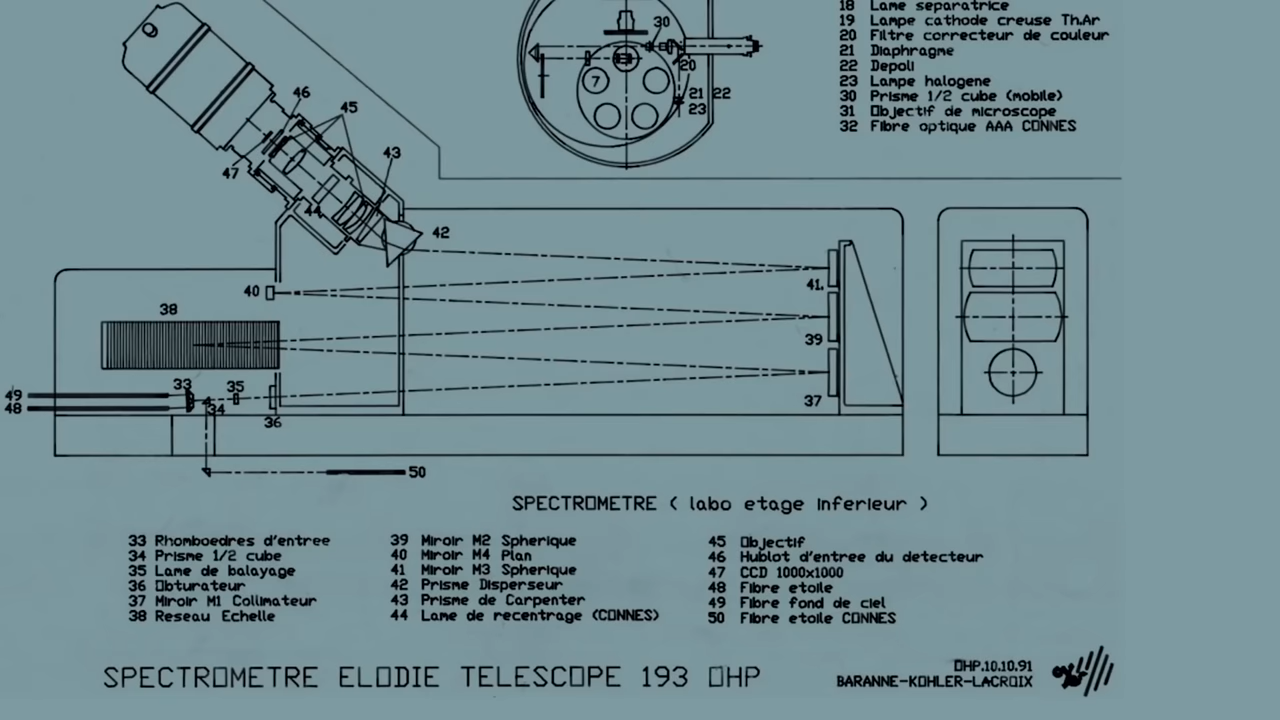 18 Lame separatrice
19 Lampe cathode creuse Th.Ar
20 Filtre correcteur de couleur
21 Diaphragme
22 Depoli
23 Lampe halogene
30 Prisme 1/2 cube (mobile)
31 Objectif de microscope
32 Fibre optique AAA CONNES
30
20
7
21 22
23
46
45
43
47
44
42
40
41.
38
39
33
35
49
48
34
36
37
50
SPECTROMETRE ( labo etage inferieur )
33 Rhomboedres d'entree
34 Prisme 1/2 cube
35 Lame de balayage
36 Obturateur
37 Miroir M1 Collimateur
38 Reseau Echelle
39 Miroir M2 Spherique
40 Miroir M4 Plan
41 Miroir M3 Spherique
42 Prisme Disperseur
43 Prisme de Carpenter
44 Lame de recentrage (CONNES)
45 Objectif
46 Hublot d'entree du detecteur
47 CCD 1000x1000
48 Fibre etoile
49 Fibre fond de ciel
50 Fibre etoile CONNES
SPECTROMETRE ELODIE TELESCOPE 193 OHP
OHP.10.10.91
BARANNE-KOHLER-LACROIX